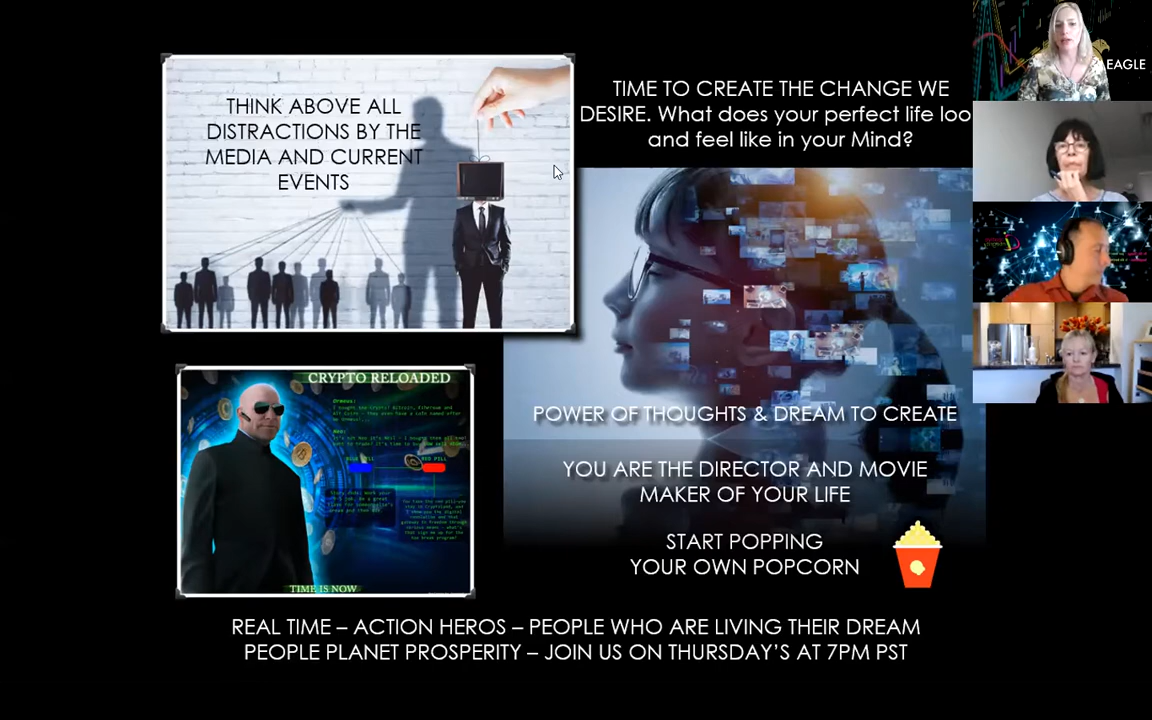 THINK ABOVE ALL
DISTRACTIONS BY THE
MEDIA AND CURRENT
EVENTS
TIME TO CREATE THE CHANGE WE
DESIRE. What does your perfect life loo
and feel like in your Mind?
EAGLE
CRYPTO RELOADED
BLUE PILL
RED PILL
TIME IS NOW
POWER OF THOUGHTS & DREAM TO CREATE
YOU ARE THE DIRECTOR AND MOVIE
MAKER OF YOUR LIFE
START POPPING
YOUR OWN POPCORN
REAL TIME – ACTION HEROS – PEOPLE WHO ARE LIVING THEIR DREAM
PEOPLE PLANET PROSPERITY – JOIN US ON THURSDAY'S AT 7PM PST